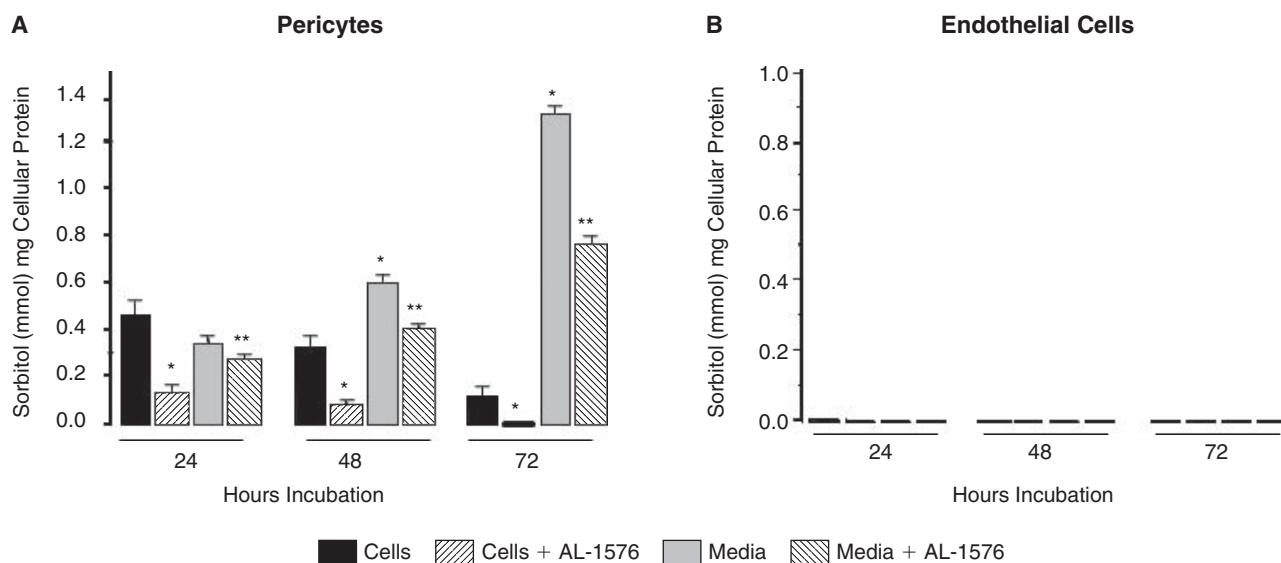 A
Pericytes
Sorbitol (mmol) mg Cellular Protein
1.4
1.2
1.0
0.8
0.6
0.4
0.2
0.0
*
**
*
*
**
*
*
**
24
48
72
Hours Incubation
B
Endothelial Cells
Sorbitol (mmol) mg Cellular Protein
1.0
0.8
0.6
0.4
0.2
0.0
24
48
72
Hours Incubation
Cells
Cells + AL-1576
Media
Media + AL-1576